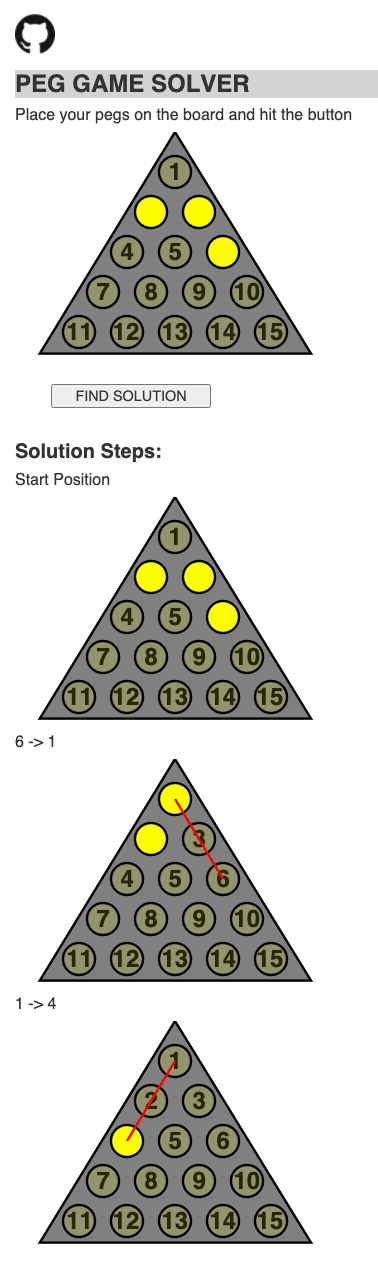 PEG GAME SOLVER
Place your pegs on the board and hit the button
1
4 5
7 8 9 10
11 12 13 14 15
FIND SOLUTION
Solution Steps:
Start Position
1
4 5
7 8 9 10
11 12 13 14 15
6 -> 1
3
4 5 6
7 8 9 10
11 12 13 14 15
1 -> 4
1
2 3
5 6
7 8 9 10
11 12 13 14 15